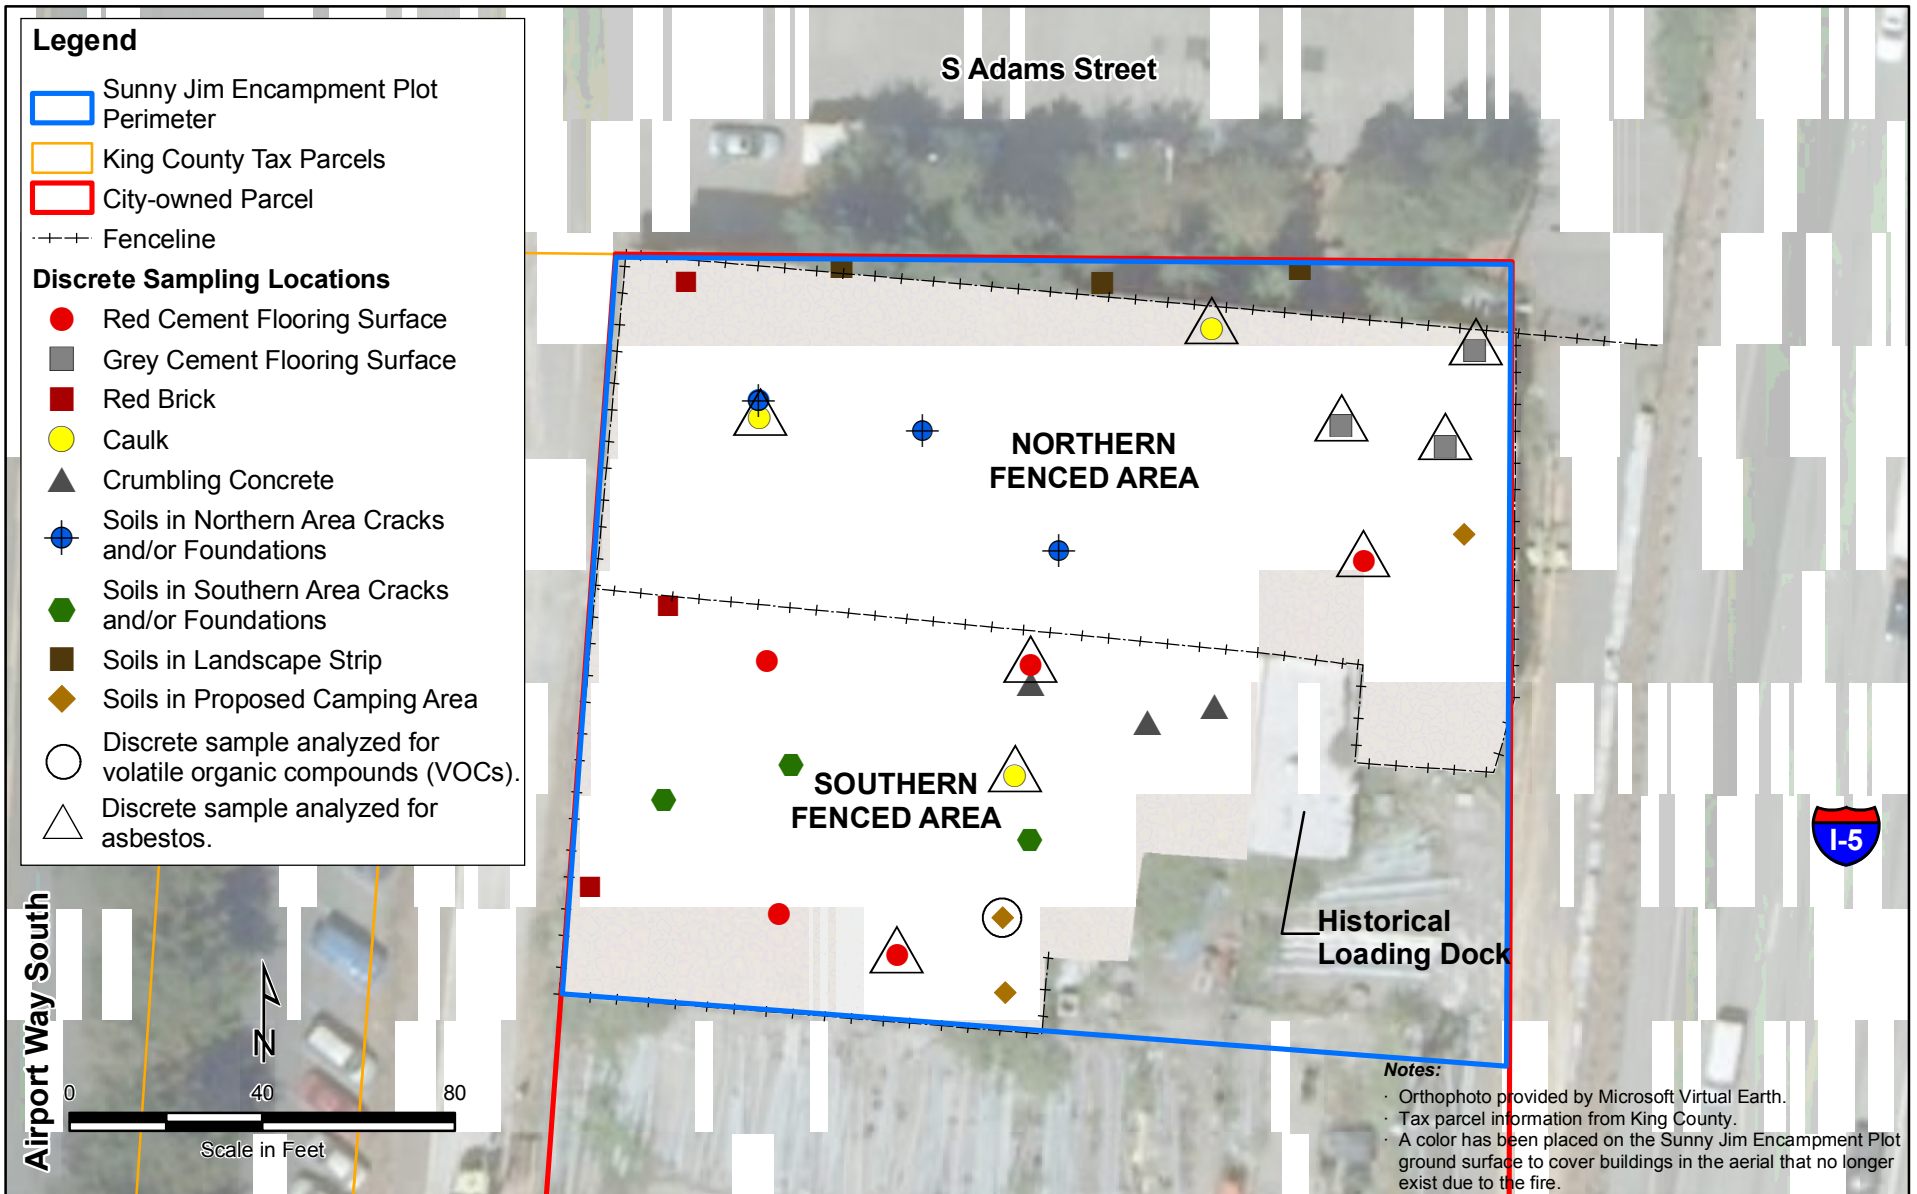 Legend
Sunny Jim Encampment Plot
Perimeter
King County Tax Parcels
City-owned Parcel
Fenceline
Discrete Sampling Locations
Red Cement Flooring Surface
Grey Cement Flooring Surface
Red Brick
Caulk
Crumbling Concrete
Soils in Northern Area Cracks
and/or Foundations
Soils in Southern Area Cracks
and/or Foundations
Soils in Landscape Strip
Soils in Proposed Camping Area
Discrete sample analyzed for
volatile organic compounds (VOCs).
Discrete sample analyzed for
asbestos.
S Adams Street
NORTHERN
FENCED AREA
SOUTHERN
FENCED AREA
Historical
Loading Dock
I-5
Airport Way South
N
0 40 80
Scale in Feet
Notes:
· Orthophoto provided by Microsoft Virtual Earth.
· Tax parcel information from King County.
· A color has been placed on the Sunny Jim Encampment Plot
ground surface to cover buildings in the aerial that no longer
exist due to the fire.